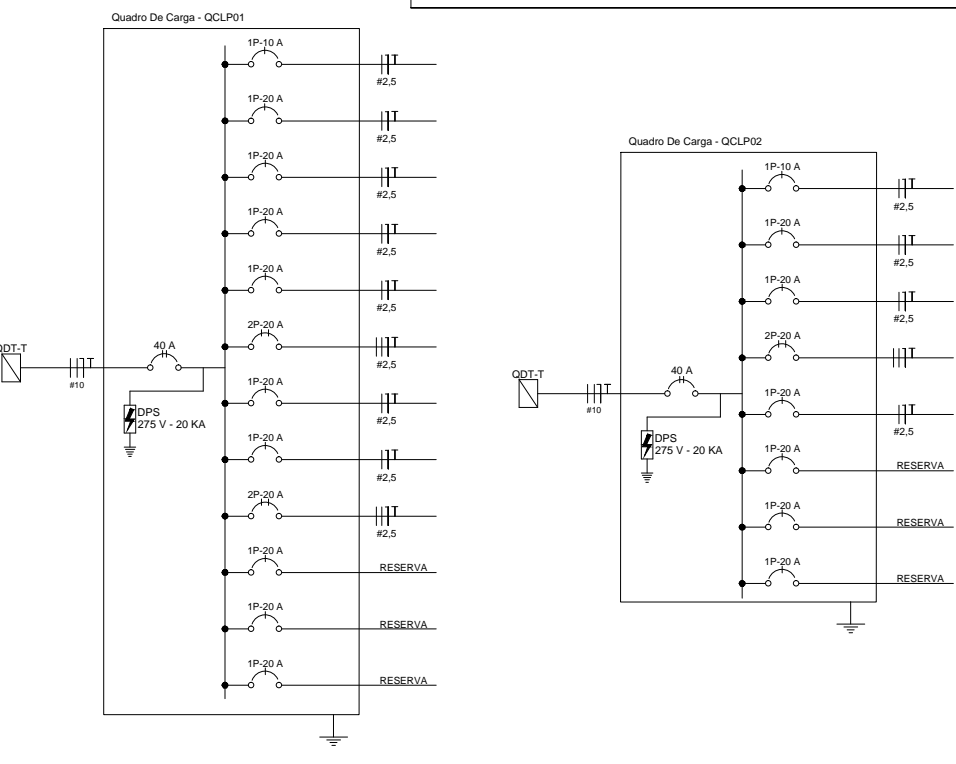 Quadro De Carga - QCLP01
1P-10 A
#2,5
1P-20 A
#2,5
1P-20 A
#2,5
1P-20 A
#2,5
1P-20 A
#2,5
2P-20 A
#2,5
QDT-T
#10
40 A
DPS
275 V - 20 KA
1P-20 A
#2,5
1P-20 A
#2,5
2P-20 A
#2,5
1P-20 A
RESERVA
1P-20 A
RESERVA
1P-20 A
RESERVA
Quadro De Carga - QCLP02
1P-10 A
#2,5
1P-20 A
#2,5
1P-20 A
#2,5
2P-20 A
QDT-T
#10
40 A
DPS
275 V - 20 KA
1P-20 A
#2,5
1P-20 A
RESERVA
1P-20 A
RESERVA
1P-20 A
RESERVA